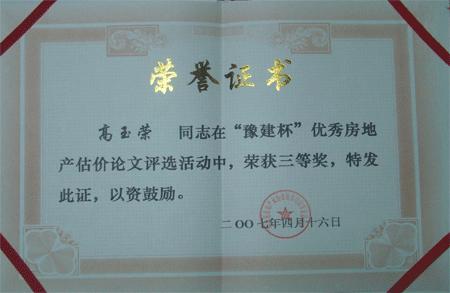 荣誉证书
高玉荣 同志在“豫建杯”优秀房地
产估价论文评选活动中，荣获三等奖，特发
此证，以资鼓励。
二〇〇七年四月十六日